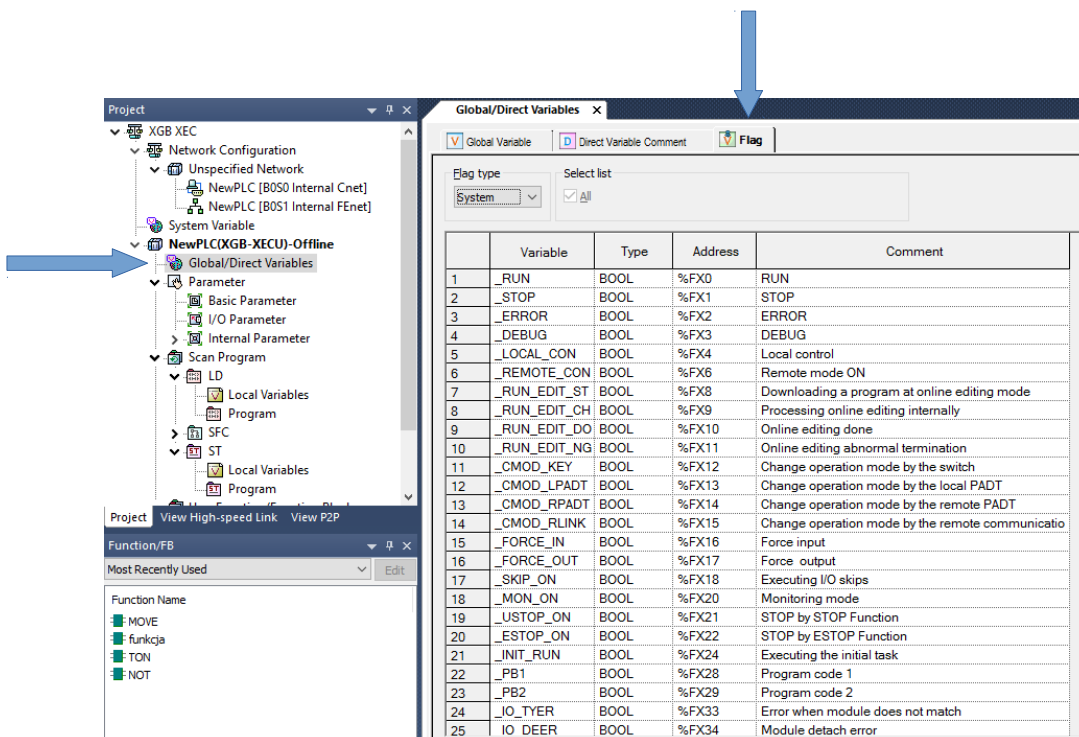 Project
XGB XEC
Network Configuration
Unspecified Network
NewPLC [B0S0 Internal Cnet]
NewPLC [B0S1 Internal FEnet]
System Variable
NewPLC(XGB-XECU)-Offline
Global/Direct Variables
Parameter
Basic Parameter
I/O Parameter
Internal Parameter
Scan Program
LD
Local Variables
Program
SFC
ST
Local Variables
Program
Project View High-speed Link View P2P
Function/FB
Most Recently Used Edit
Function Name
MOVE
funkcja
TON
NOT
Global/Direct Variables
V Global Variable D Direct Variable Comment Flag
Flag type Select list
System All
Variable Type Address Comment
1 _RUN BOOL %FX0 RUN
2 _STOP BOOL %FX1 STOP
3 _ERROR BOOL %FX2 ERROR
4 _DEBUG BOOL %FX3 DEBUG
5 _LOCAL_CON BOOL %FX4 Local control
6 _REMOTE_CON BOOL %FX6 Remote mode ON
7 _RUN_EDIT_ST BOOL %FX8 Downloading a program at online editing mode
8 _RUN_EDIT_CH BOOL %FX9 Processing online editing internally
9 _RUN_EDIT_DO BOOL %FX10 Online editing done
10 _RUN_EDIT_NG BOOL %FX11 Online editing abnormal termination
11 _CMOD_KEY BOOL %FX12 Change operation mode by the switch
12 _CMOD_LPADT BOOL %FX13 Change operation mode by the local PADT
13 _CMOD_RPADT BOOL %FX14 Change operation mode by the remote PADT
14 _CMOD_RLINK BOOL %FX15 Change operation mode by the remote communicatio
15 _FORCE_IN BOOL %FX16 Force input
16 _FORCE_OUT BOOL %FX17 Force output
17 _SKIP_ON BOOL %FX18 Executing I/O skips
18 _MON_ON BOOL %FX20 Monitoring mode
19 _USTOP_ON BOOL %FX21 STOP by STOP Function
20 _ESTOP_ON BOOL %FX22 STOP by ESTOP Function
21 _INIT_RUN BOOL %FX24 Executing the initial task
22 _PB1 BOOL %FX28 Program code 1
23 _PB2 BOOL %FX29 Program code 2
24 _IO_TYER BOOL %FX33 Error when module does not match
25 _IO_DEER BOOL %FX34 Module detach error